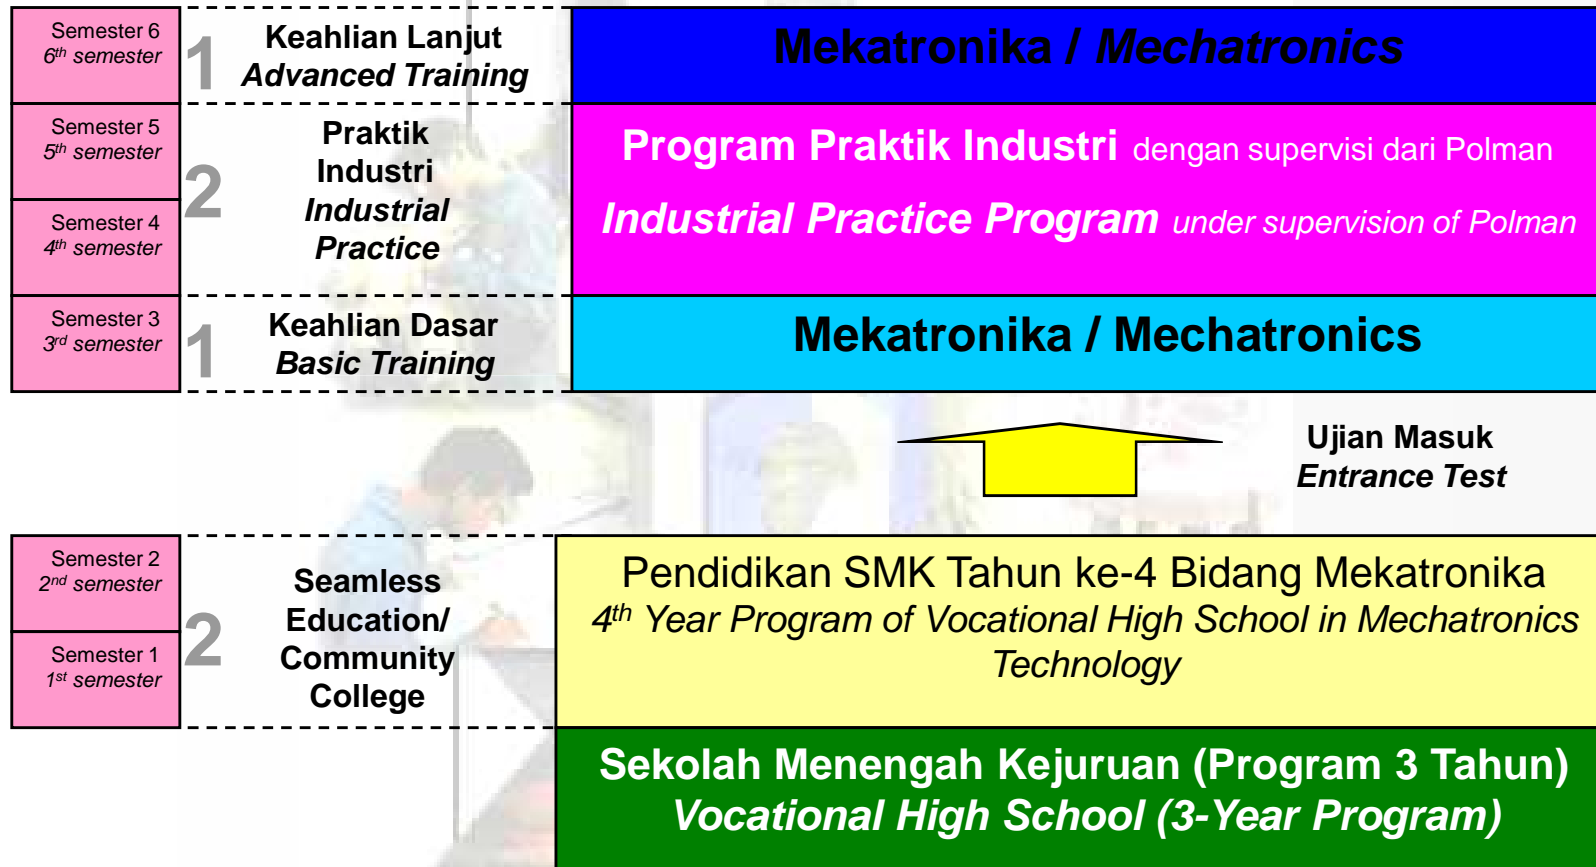 Semester 6
6th semester
1
Keahlian Lanjut
Advanced Training
Mekatronika / Mechatronics
Semester 5
5th semester
Semester 4
4th semester
2
Praktik
Industri
Industrial
Practice
Program Praktik Industri dengan supervisi dari Polman
Industrial Practice Program under supervision of Polman
Semester 3
3rd semester
1
Keahlian Dasar
Basic Training
Mekatronika / Mechatronics
Ujian Masuk
Entrance Test
Semester 2
2nd semester
Semester 1
1st semester
2
Seamless
Education/
Community
College
Pendidikan SMK Tahun ke-4 Bidang Mekatronika
4th Year Program of Vocational High School in Mechatronics
Technology
Sekolah Menengah Kejuruan (Program 3 Tahun)
Vocational High School (3-Year Program)